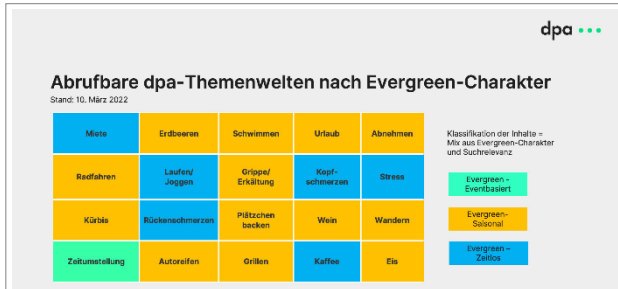 dpa
Abrufbare dpa-Themenwelten nach Evergreen-Charakter
Stand: 10. März 2022
Miete
Erdbeeren
Schwimmen
Urlaub
Abnehmen
Radfahren
Laufen/
Joggen
Grippe/
Erkältung
Kopf-
schmerzen
Stress
Kürbis
Rückenschmerzen
Plätzchen
backen
Wein
Wandern
Zeitumstellung
Autoreifen
Grillen
Kaffee
Eis
Klassifikation der Inhalte =
Mix aus Evergreen-Charakter
und Suchrelevanz
Evergreen -
Eventbasiert
Evergreen-
Saisonal
Evergreen –
Zeitlos